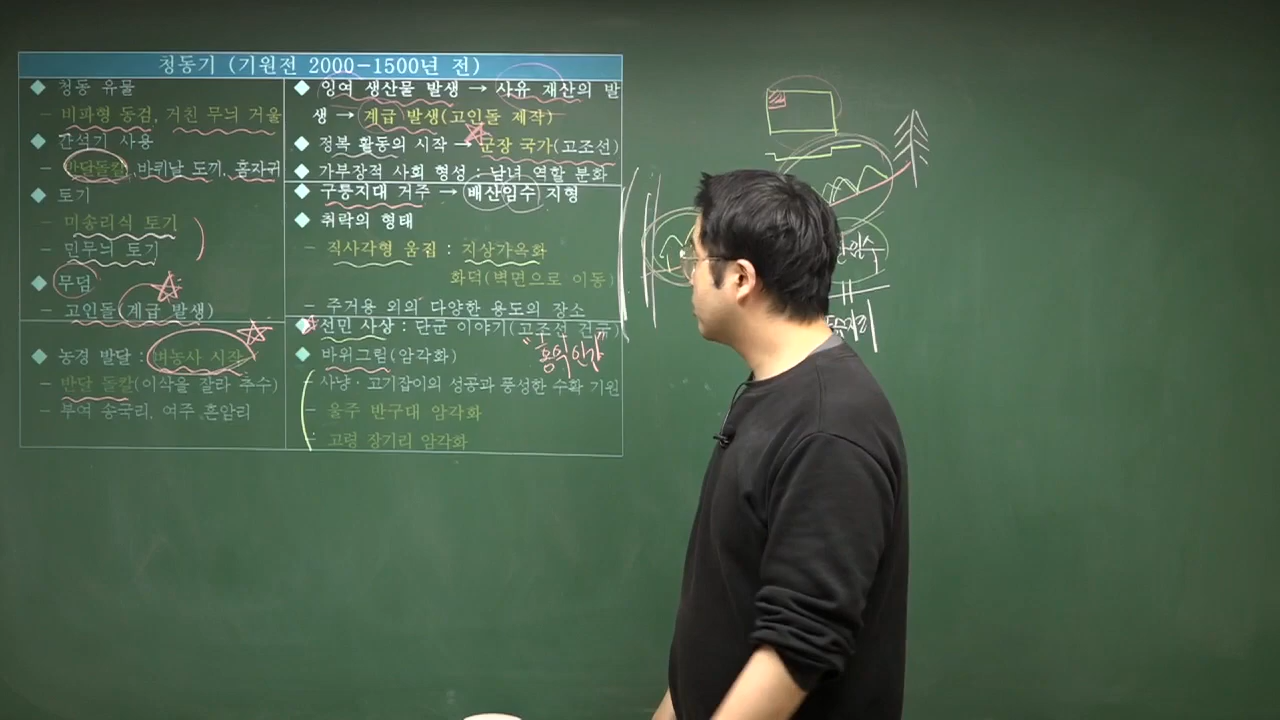 청동기 (기원전 2000-1500년 전)
◆ 청동 유물
- 비파형 동검, 거친 무늬 거울
◆ 간석기 사용
- 반달돌칼, 바퀴날 도끼, 홈자귀
◆ 토기
- 미송리식 토기
- 민무늬 토기
◆ 무덤
- 고인돌(계급 발생)
◆ 농경 발달 : 벼농사 시작
- 반달 돌칼(이삭을 잘라 추수)
- 부여 송국리, 여주 흔암리
◆ 잉여 생산물 발생 → 사유 재산의 발
생 → 계급 발생(고인돌 제작)
◆ 정복 활동의 시작 → 군장 국가(고조선)
◆ 가부장적 사회 형성 : 남녀 역할 분화
◆ 구릉지대 거주 → 배산임수 지형
◆ 취락의 형태
- 직사각형 움집 : 지상가옥화
화덕(벽면으로 이동)
- 주거용 외의 다양한 용도의 장소
◆ 선민 사상 : 단군 이야기(고조선 건국)
◆ 바위그림(암각화)
"홍익인간"
- 사냥·고기잡이의 성공과 풍성한 수확 기원
- 울주 반구대 암각화
- 고령 장기리 암각화
임수